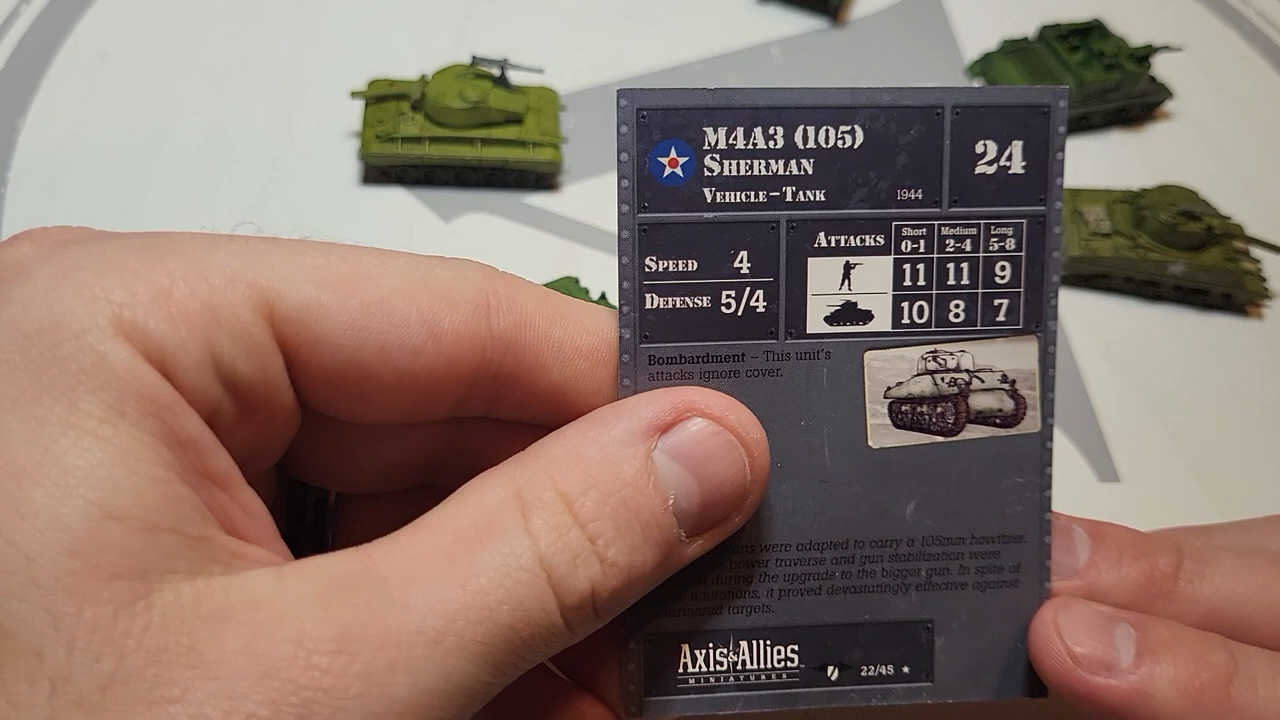 M4A3 (105)
Sherman
Vehicle–Tank
1944
24
Speed 4
Defense 5/4
Attacks
Short Medium Long
0-1 2-4 5-8
11 11 9
10 8 7
Bombardment – This unit's
attacks ignore cover.
were adapted to carry a 105mm howitzer.
power traverse and gun stabilization were
during the upgrade to the bigger gun. In spite of
limitations, it proved devastatingly effective against
targets.
Axis & Allies
MINIATURES
22/45 ★